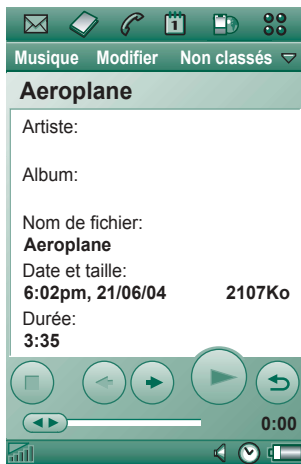 1
Musique Modifier Non classés
Aeroplane
Artiste:
Album:
Nom de fichier:
Aeroplane
Date et taille:
6:02pm, 21/06/04 2107Ko
Durée:
3:35
0:00